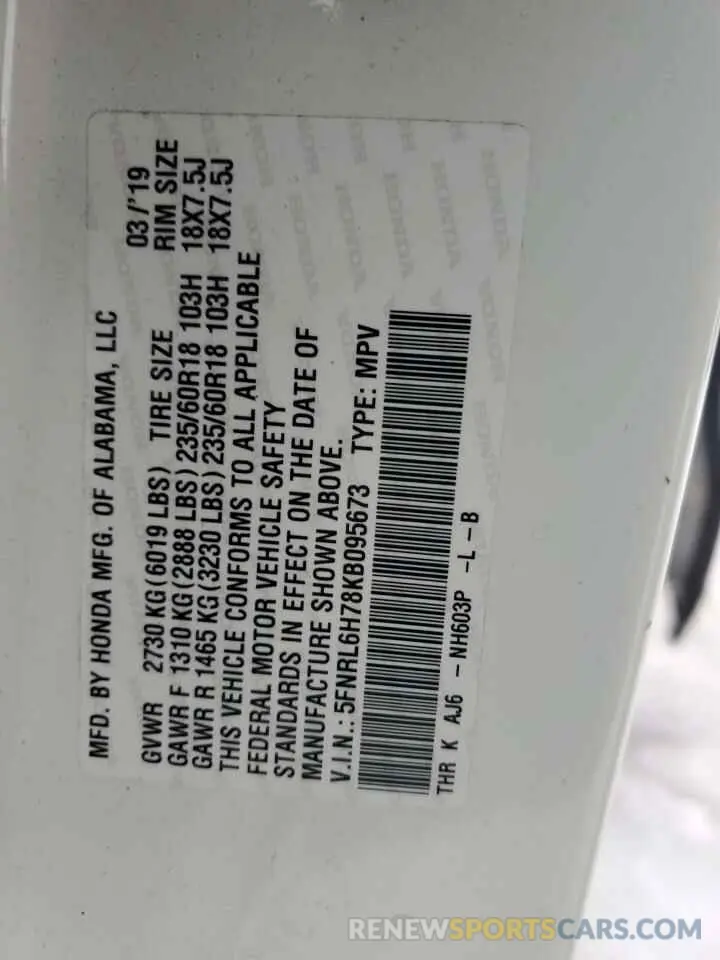 MFD. BY HONDA MFG. OF ALABAMA, LLC
03/'19
GVWR 2730 KG(6019 LBS) TIRE SIZE RIM SIZE
GAWR F 1310 KG(2888 LBS) 235/60R18 103H 18X7.5J
GAWR R 1465 KG(3230 LBS) 235/60R18 103H 18X7.5J
THIS VEHICLE CONFORMS TO ALL APPLICABLE
FEDERAL MOTOR VEHICLE SAFETY
STANDARDS IN EFFECT ON THE DATE OF
MANUFACTURE SHOWN ABOVE.
V.I.N.: 5FNRL6H78KB095673 TYPE: MPV
THR K AJ6 - NH603P -L-B
RENEWSPORTSCARS.COM